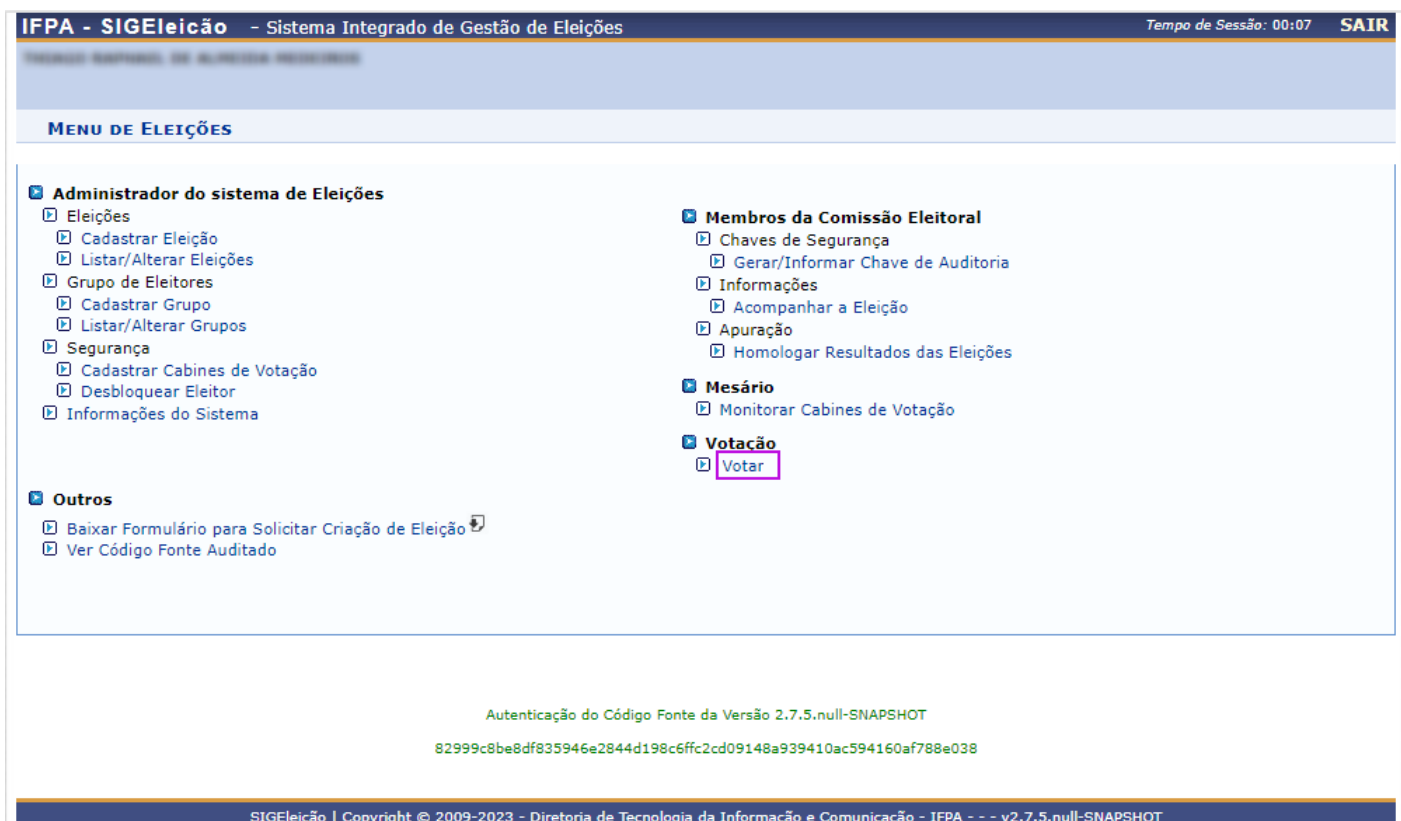 IFPA - SIGEleicão - Sistema Integrado de Gestão de Eleições
Tempo de Sessão: 00:07 SAIR
MENU DE ELEIÇÕES
Administrador do sistema de Eleições
Eleições
Cadastrar Eleição
Listar/Alterar Eleições
Grupo de Eleitores
Cadastrar Grupo
Listar/Alterar Grupos
Segurança
Cadastrar Cabines de Votação
Desbloquear Eleitor
Informações do Sistema
Membros da Comissão Eleitoral
Chaves de Segurança
Gerar/Informar Chave de Auditoria
Informações
Acompanhar a Eleição
Apuração
Homologar Resultados das Eleições
Mesário
Monitorar Cabines de Votação
Votação
Votar
Outros
Baixar Formulário para Solicitar Criação de Eleição
Ver Código Fonte Auditado
Autenticação do Código Fonte da Versão 2.7.5.null-SNAPSHOT
82999c8be8df835946e2844d198c6ffc2cd09148a939410ac594160af788e038
SIGEleicão | Copyright © 2009-2023 - Diretoria de Tecnologia da Informação e Comunicação - IFPA - - - v2.7.5.null-SNAPSHOT